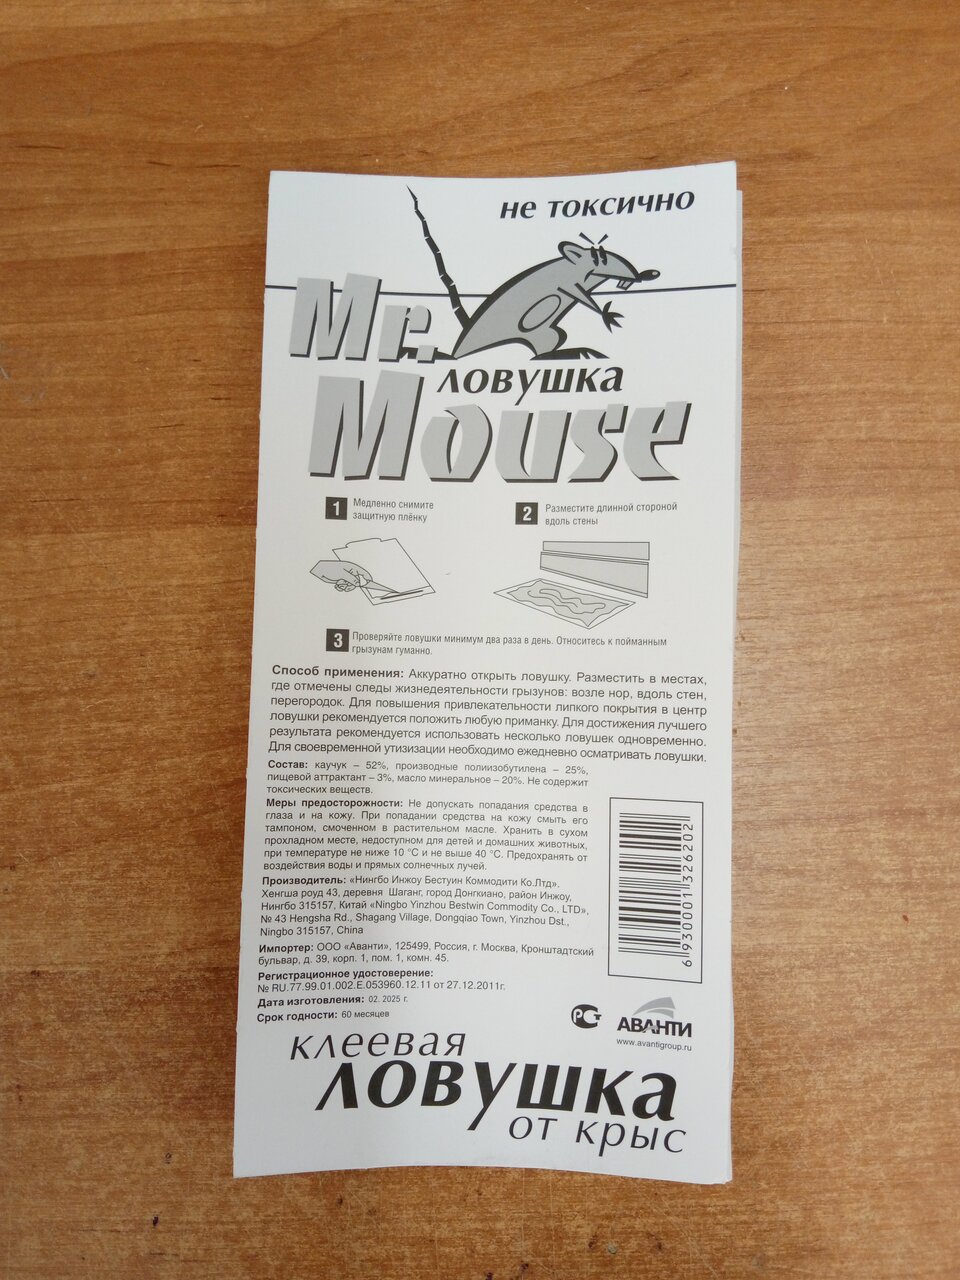 не токсично
Mr.
ловушка
Mouse
1 Медленно снимите
защитную плёнку
2 Разместите длинной стороной
вдоль стены
3 Проверяйте ловушки минимум два раза в день. Относитесь к пойманным
грызунам гуманно.
Способ применения: Аккуратно открыть ловушку. Разместить в местах,
где отмечены следы жизнедеятельности грызунов: возле нор, вдоль стен,
перегородок. Для повышения привлекательности липкого покрытия в центр
ловушки рекомендуется положить любую приманку. Для достижения лучшего
результата рекомендуется использовать несколько ловушек одновременно.
Для своевременной утизизации необходимо ежедневно осматривать ловушки.
Состав: каучук – 52%, производные полиизобутилена – 25%,
пищевой аттрактант – 3%, масло минеральное – 20%. Не содержит
токсических веществ.
Меры предосторожности: Не допускать попадания средства в
глаза и на кожу. При попадании средства на кожу смыть его
тампоном, смоченном в растительном масле. Хранить в сухом
прохладном месте, недоступном для детей и домашних животных,
при температуре не ниже 10 °С и не выше 40 °С. Предохранять от
воздействия воды и прямых солнечных лучей.
Производитель: «Нингбо Инжоу Бестуин Коммодити Ко.Лтд».
Хенгша роуд 43, деревня Шаганг, город Донгкиано, район Инжоу,
Нингбо 315157, Китай «Ningbo Yinzhou Bestwin Commodity Co., LTD»,
№ 43 Hengsha Rd., Shagang Village, Dongqiao Town, Yinzhou Dst.,
Ningbo 315157, China
Импортер: ООО «Аванти», 125499, Россия, г. Москва, Кронштадтский
бульвар, д. 39, корп. 1, пом. 1, комн. 45.
Регистрационное удостоверение:
№ RU.77.99.01.002.Е.053960.12.11 от 27.12.2011г.
Дата изготовления: 02. 2025 г.
Срок годности: 60 месяцев
6 930001 326202
РСТ
АВАНТИ
www.avantigroup.ru
клеевая
ловушка
от крыс